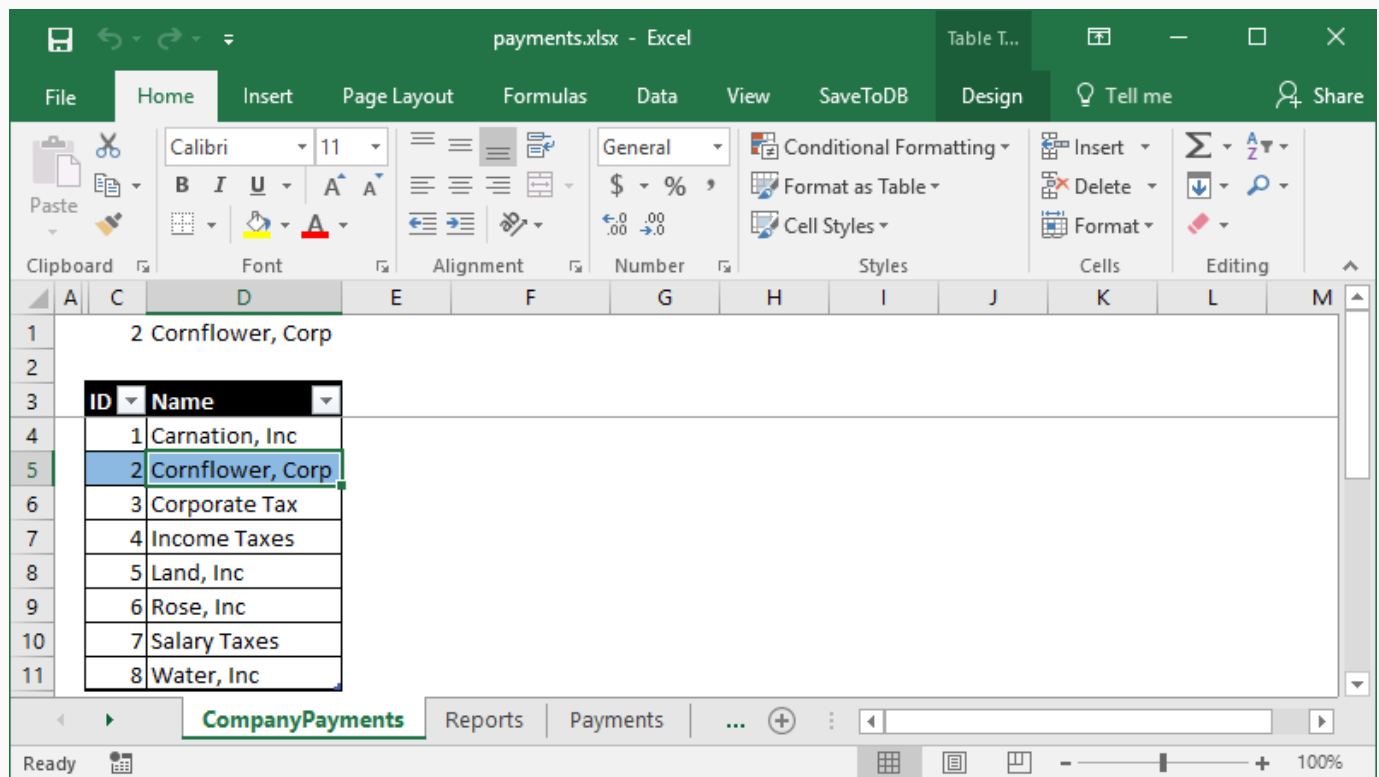 payments.xlsx - Excel Table T...
File Home Insert Page Layout Formulas Data View SaveToDB Design Tell me Share
Calibri 11 General Conditional Formatting Insert
Paste B I U A A $ % , Format as Table Delete
A .00 .0 Cell Styles Format
Clipboard Font Alignment Number Styles Cells Editing
A C D E F G H I J K L M
1 2 Cornflower, Corp
2
3 ID Name
4 1 Carnation, Inc
5 2 Cornflower, Corp
6 3 Corporate Tax
7 4 Income Taxes
8 5 Land, Inc
9 6 Rose, Inc
10 7 Salary Taxes
11 8 Water, Inc
CompanyPayments Reports Payments ...
Ready 100%